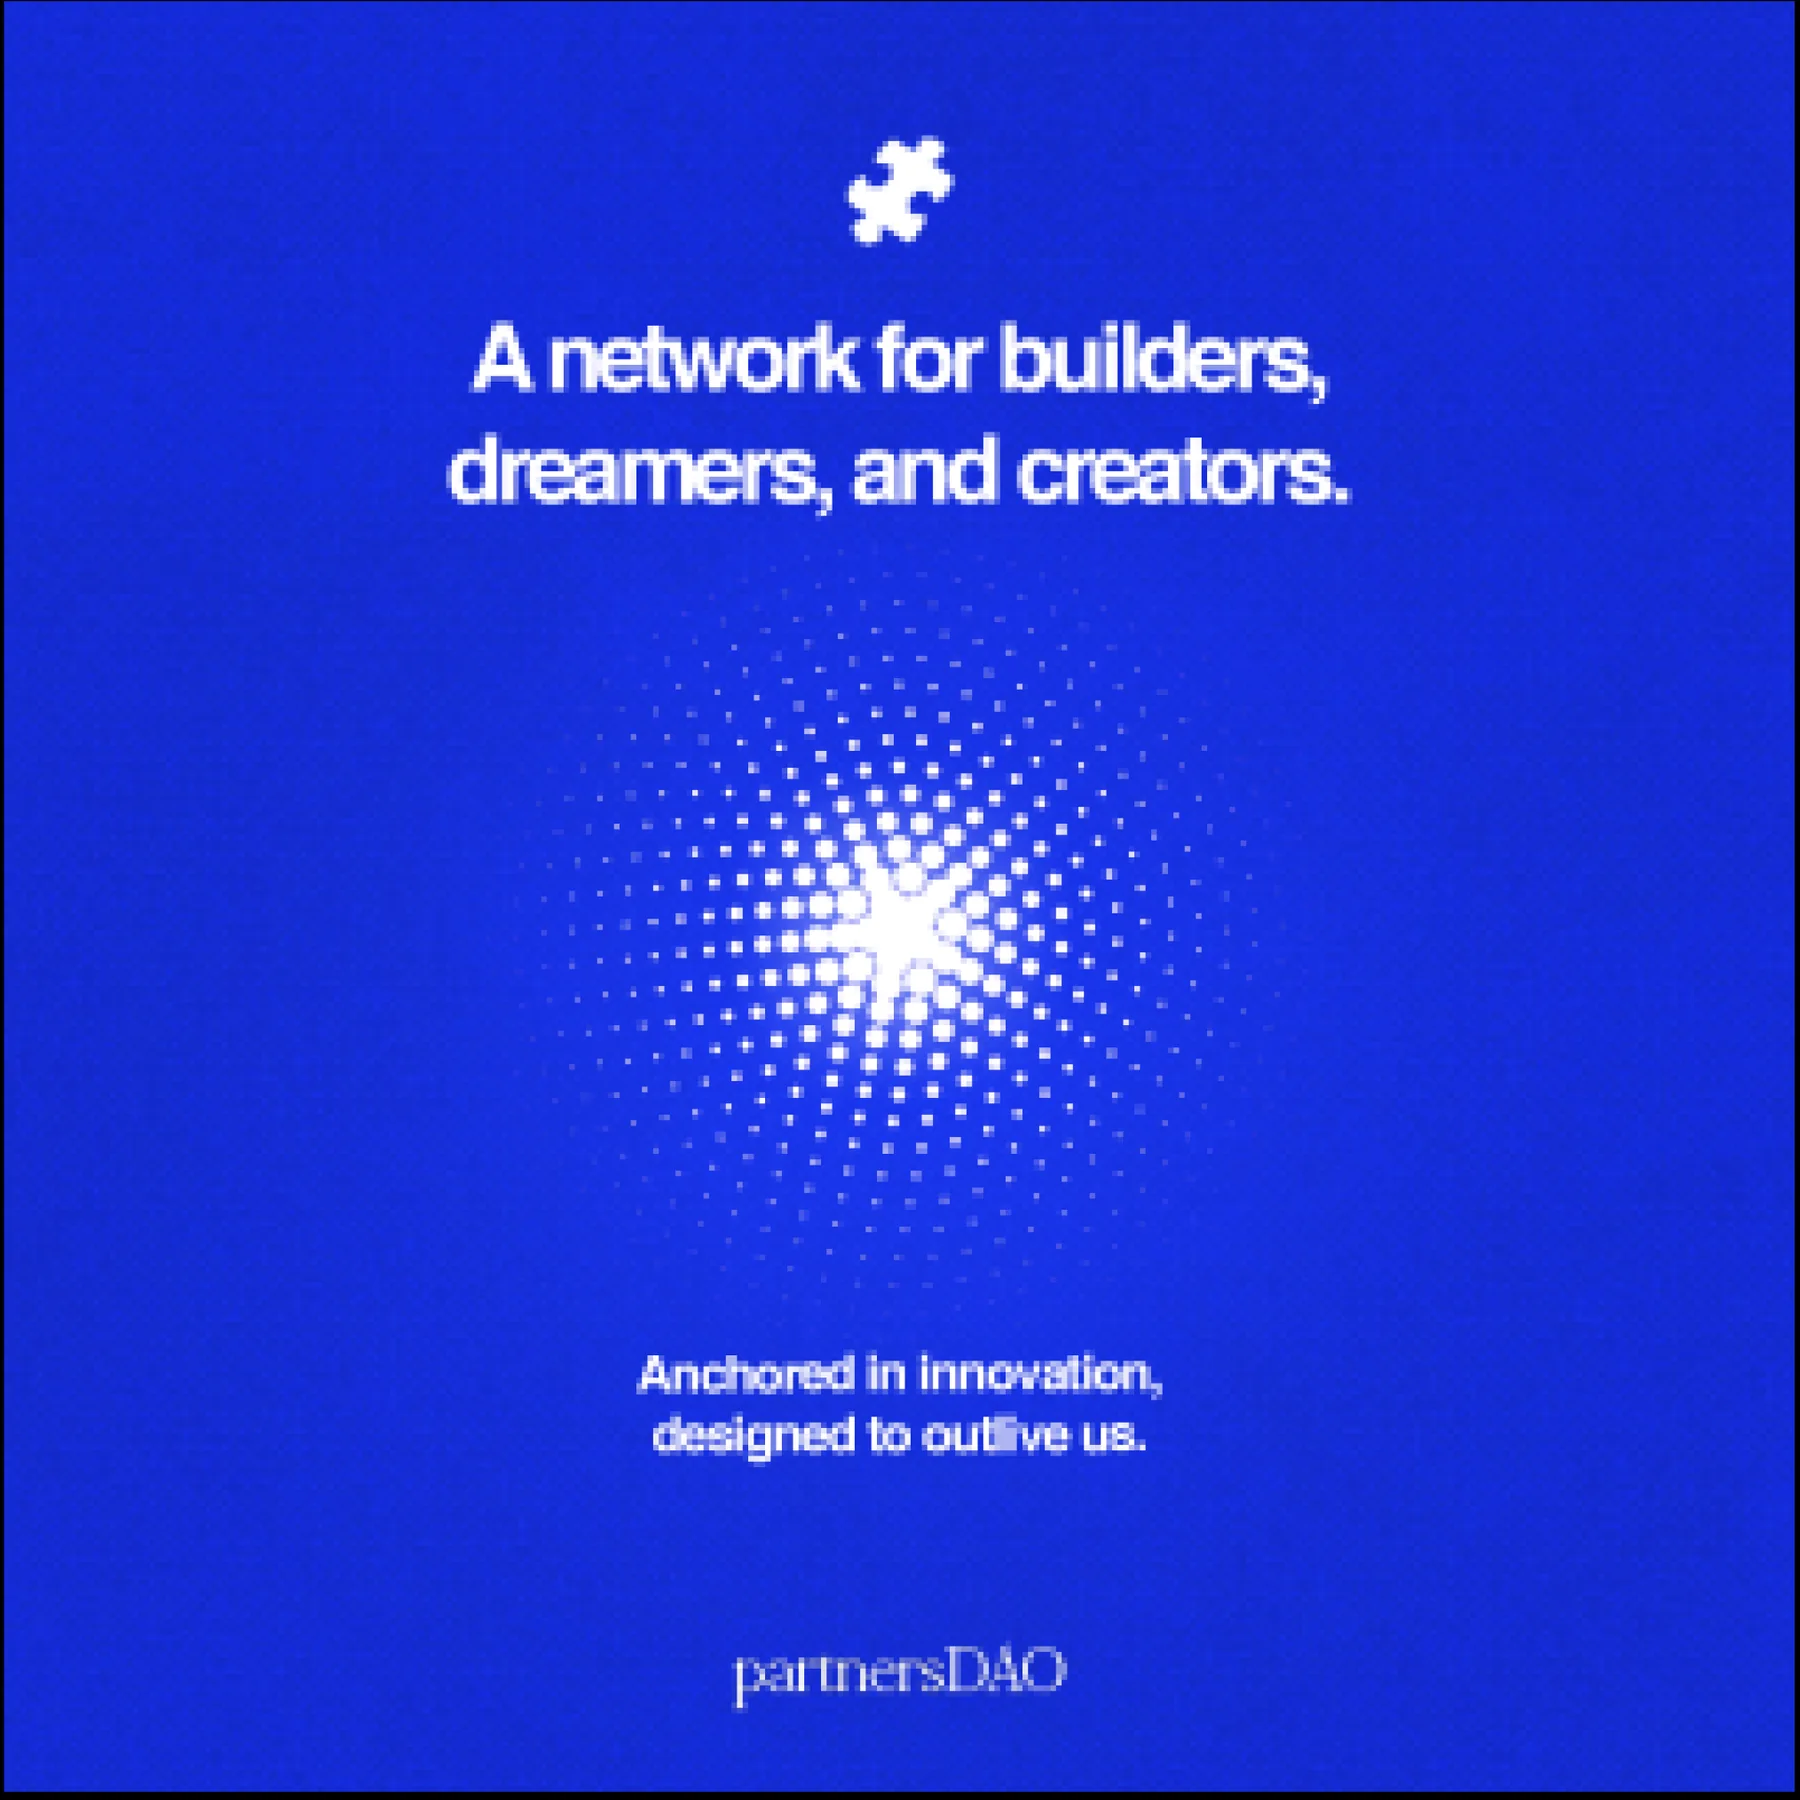 A network for builders,
dreamers, and creators.
Anchored in innovation,
designed to outlive us.
partnersDAO